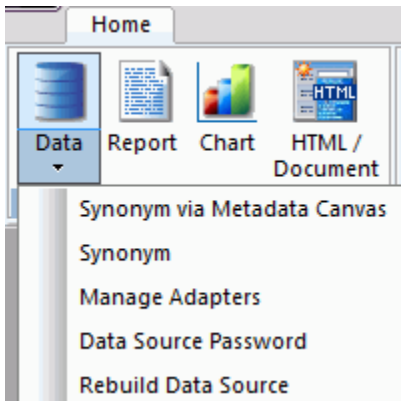 Home
HTML
Data Report Chart HTML /
Document
Synonym via Metadata Canvas
Synonym
Manage Adapters
Data Source Password
Rebuild Data Source